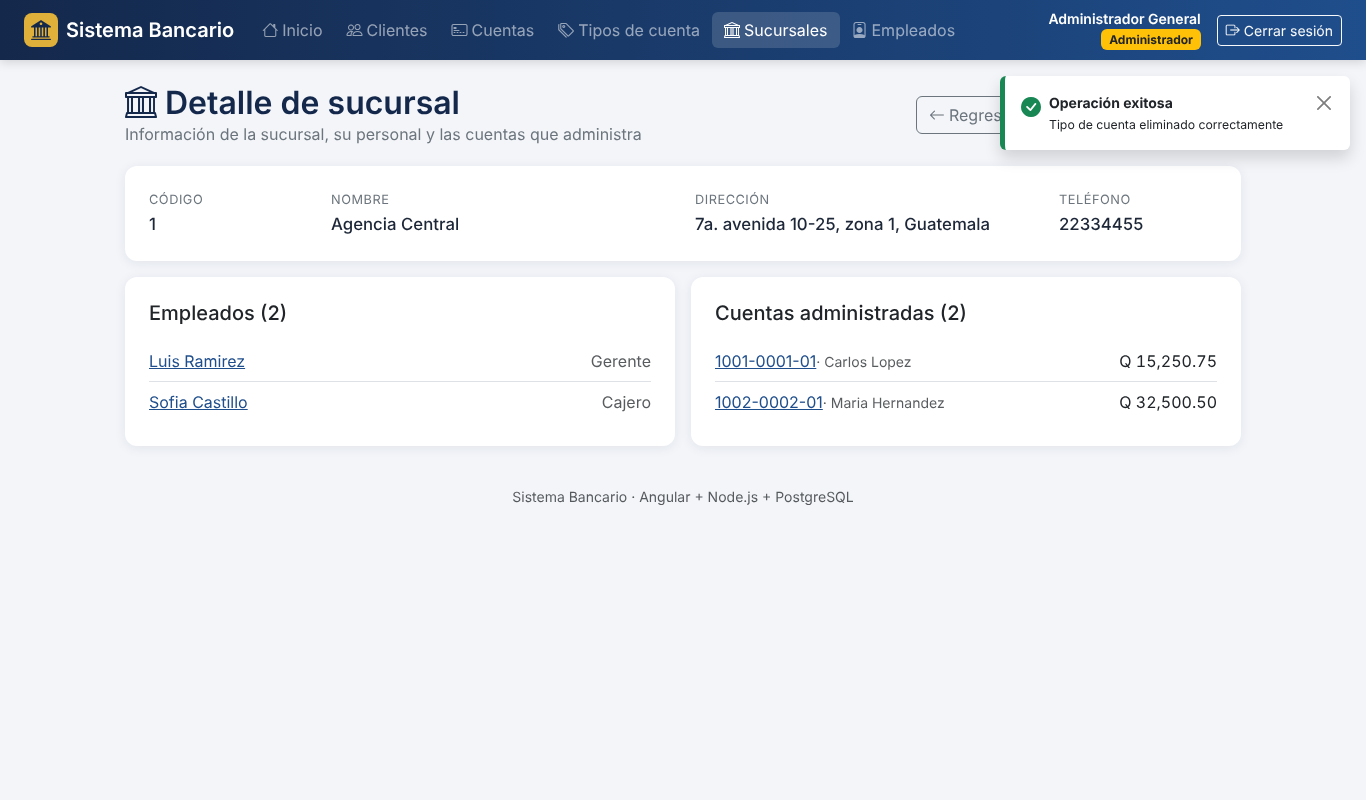 Sistema Bancario
Inicio
Clientes
Cuentas
Tipos de cuenta
Sucursales
Empleados
Administrador General
Administrador
Cerrar sesión
Detalle de sucursal
Información de la sucursal, su personal y las cuentas que administra
Regres
Operación exitosa
Tipo de cuenta eliminado correctamente
CÓDIGO
1
NOMBRE
Agencia Central
DIRECCIÓN
7a. avenida 10-25, zona 1, Guatemala
TELÉFONO
22334455
Empleados (2)
Luis Ramirez Gerente
Sofia Castillo Cajero
Cuentas administradas (2)
1001-0001-01 · Carlos Lopez Q 15,250.75
1002-0002-01 · Maria Hernandez Q 32,500.50
Sistema Bancario · Angular + Node.js + PostgreSQL